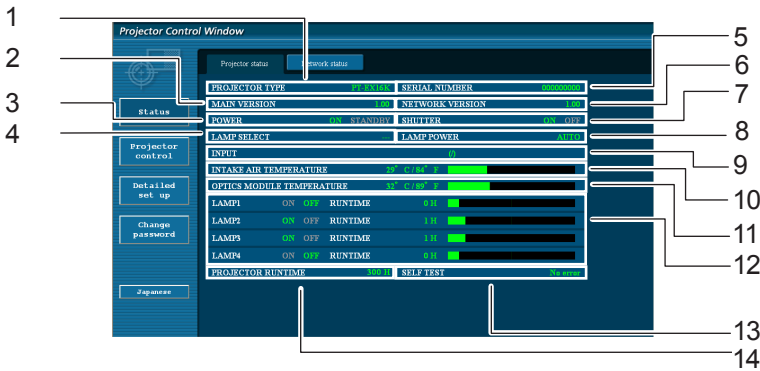 Projector Control Window
1
2
3
4
5
6
7
8
9
10
11
12
13
14
Projector status
Network status
Status
Projector control
Detailed set up
Change password
Japanese
PROJECTOR TYPE PT-EX16K SERIAL NUMBER 000000000
MAIN VERSION 1.00 NETWORK VERSION 1.00
POWER ON STANDBY SHUTTER ON OFF
LAMP SELECT --- LAMP POWER AUTO
INPUT (/)
INTAKE AIR TEMPERATURE 29° C / 84° F
OPTICS MODULE TEMPERATURE 32° C / 89° F
LAMP1 ON OFF RUNTIME 0 H
LAMP2 ON OFF RUNTIME 1 H
LAMP3 ON OFF RUNTIME 1 H
LAMP4 ON OFF RUNTIME 0 H
PROJECTOR RUNTIME 300 H SELF TEST No error